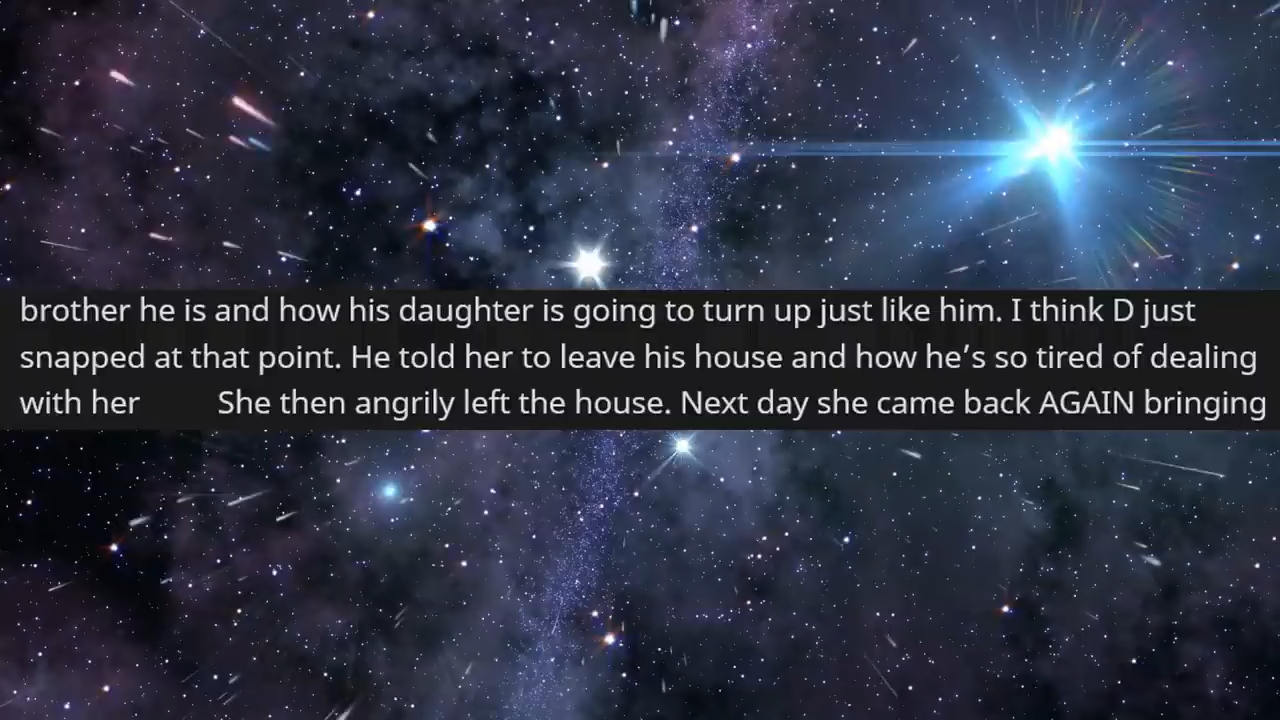 brother he is and how his daughter is going to turn up just like him. I think D just
snapped at that point. He told her to leave his house and how he’s so tired of dealing
with her She then angrily left the house. Next day she came back AGAIN bringing